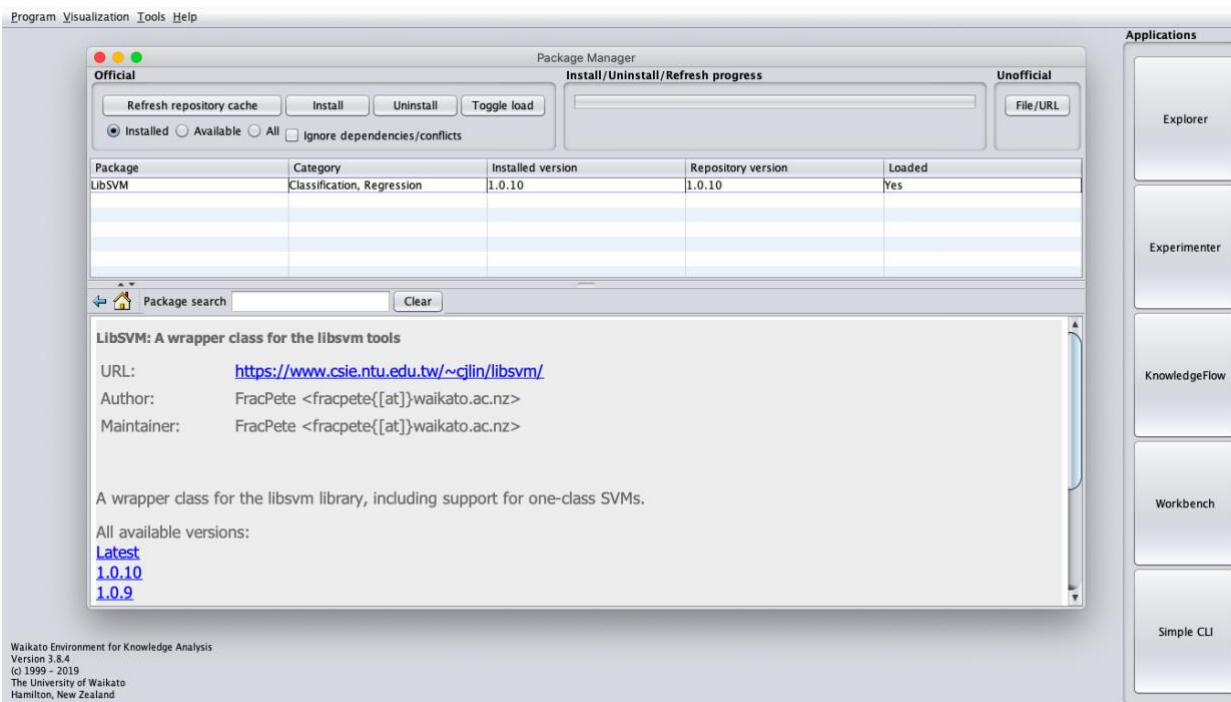 Program Visualization Tools Help
Applications
Package Manager
Official
Install/Uninstall/Refresh progress
Unofficial
Refresh repository cache
Install
Uninstall
Toggle load
File/URL
Installed
Available
All
Ignore dependencies/conflicts
Package Category Installed version Repository version Loaded
LibSVM Classification, Regression 1.0.10 1.0.10 Yes
Package search
Clear
LibSVM: A wrapper class for the libsvm tools
URL: https://www.csie.ntu.edu.tw/~cjlin/libsvm/
Author: FracPete <fracpete{[at]}waikato.ac.nz>
Maintainer: FracPete <fracpete{[at]}waikato.ac.nz>
A wrapper class for the libsvm library, including support for one-class SVMs.
All available versions:
Latest
1.0.10
1.0.9
Explorer
Experimenter
KnowledgeFlow
Workbench
Simple CLI
Waikato Environment for Knowledge Analysis
Version 3.8.4
(c) 1999 - 2019
The University of Waikato
Hamilton, New Zealand